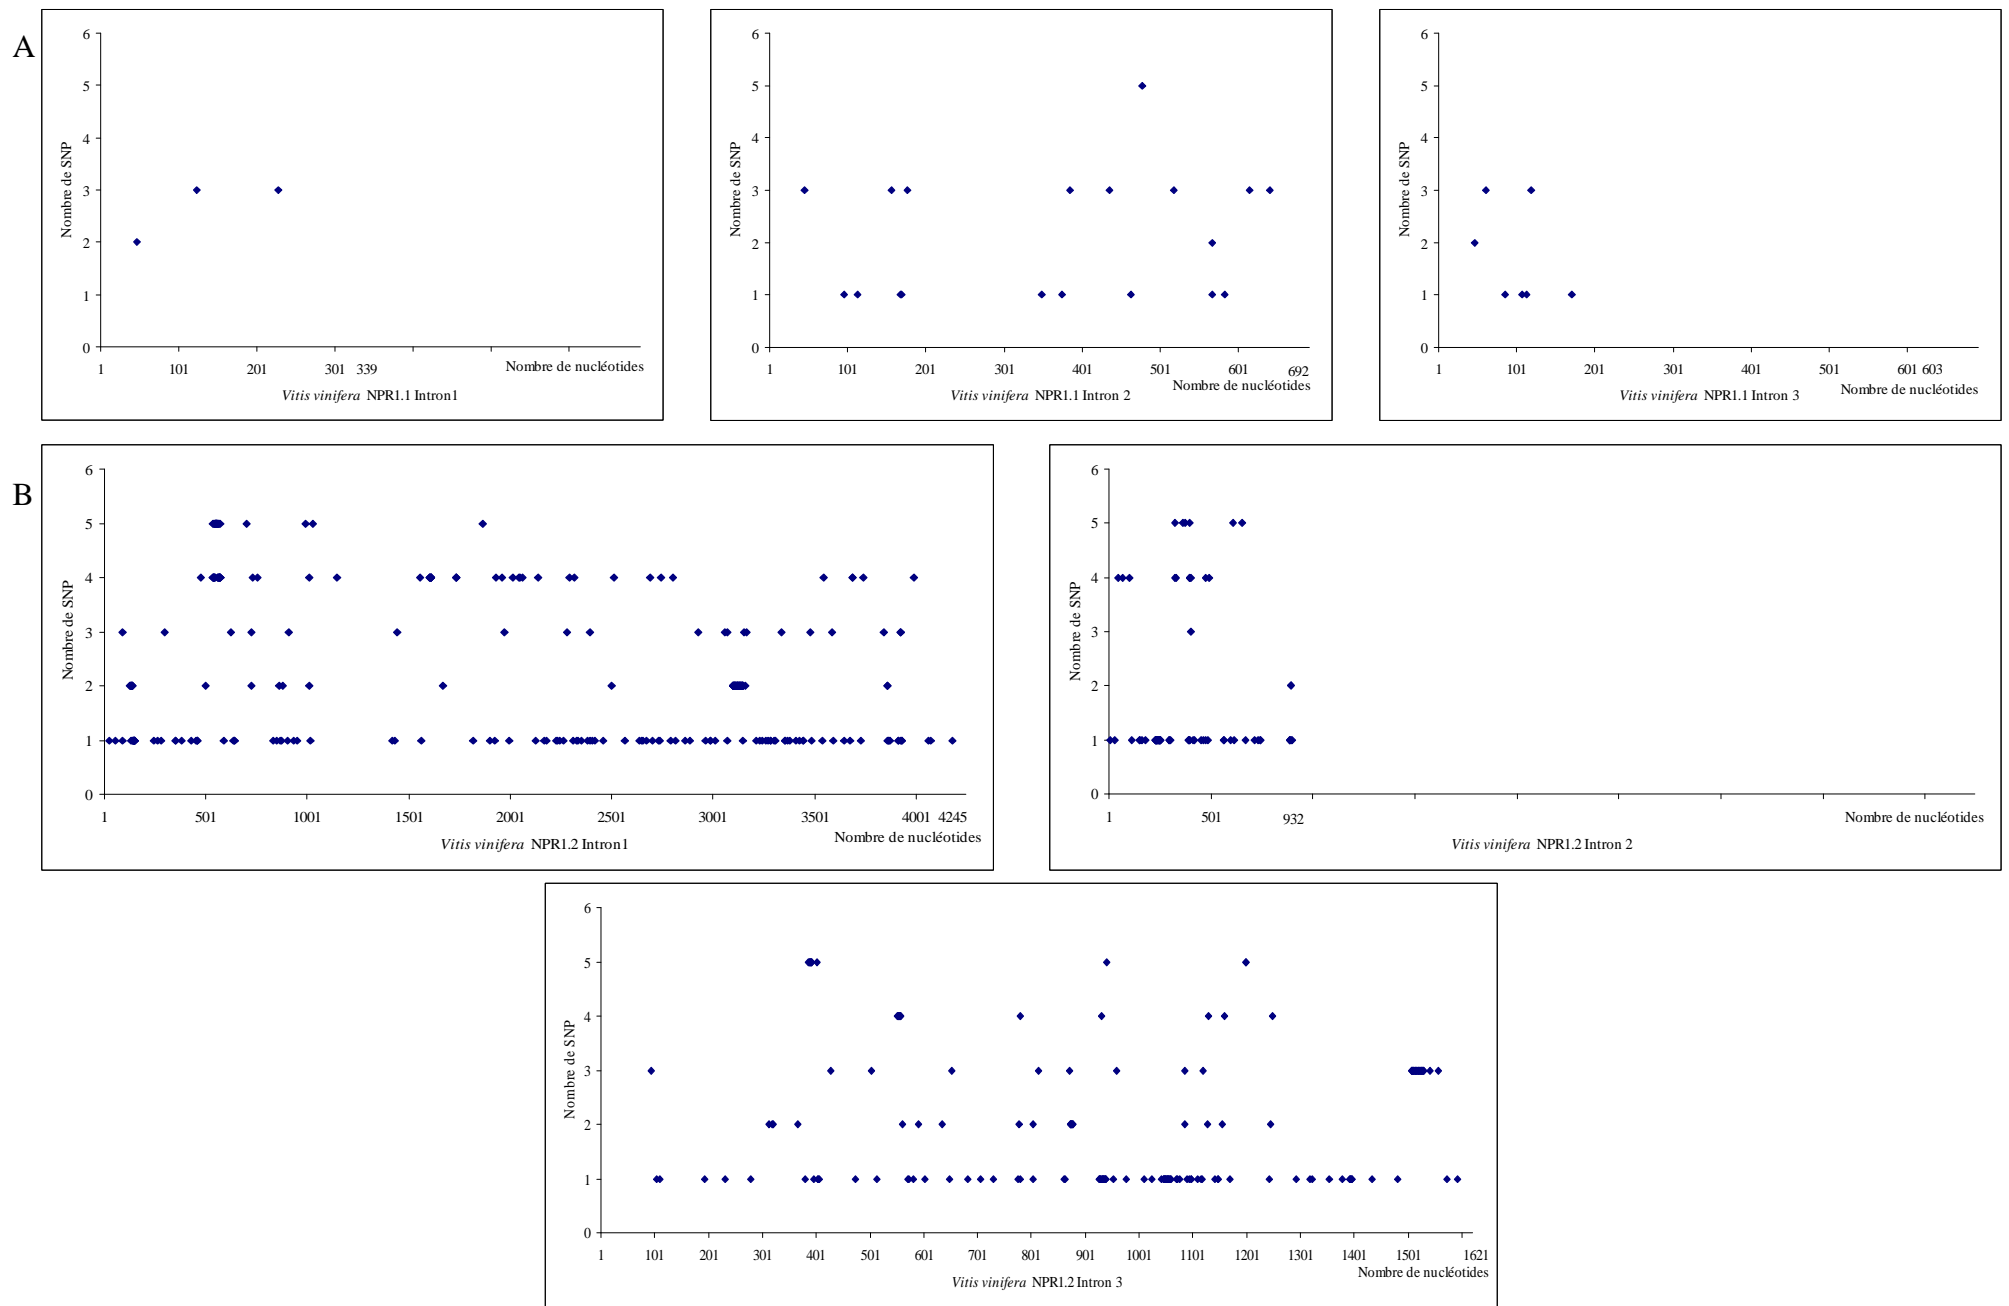 A
6
5
4
3
2
1
0
Nombre de SNP
1 101 201 301 339
Nombre de nucléotides
Vitis vinifera NPR1.1 Intron1
6
5
4
3
2
1
0
Nombre de SNP
1 101 201 301 401 501 601 692
Nombre de nucléotides
Vitis vinifera NPR1.1 Intron 2
6
5
4
3
2
1
0
Nombre de SNP
1 101 201 301 401 501 601 603
Nombre de nucléotides
Vitis vinifera NPR1.1 Intron 3
B
6
5
4
3
2
1
0
Nombre de SNP
1 501 1001 1501 2001 2501 3001 3501 4001 4245
Nombre de nucléotides
Vitis vinifera NPR1.2 Intron1
6
5
4
3
2
1
0
Nombre de SNP
1 501 932
Nombre de nucléotides
Vitis vinifera NPR1.2 Intron 2
6
5
4
3
2
1
0
Nombre de SNP
1 101 201 301 401 501 601 701 801 901 1001 1101 1201 1301 1401 1501 1621
Nombre de nucléotides
Vitis vinifera NPR1.2 Intron 3